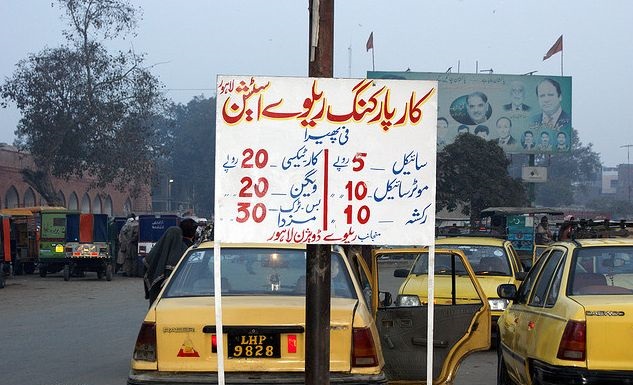 کار پارکنگ ریلوے اسٹیشن لاہور
فی پھیرا
سائیکل 5 روپے
موٹر سائیکل 10 〃 〃
رکشہ 10 〃 〃
کار ٹیکسی 20 روپے
ویگن 20 〃 〃
بس۔ٹرک مزدا 30 〃 〃
منجانب ریلوے ڈویژن لاہور
LHP
9828
RACER